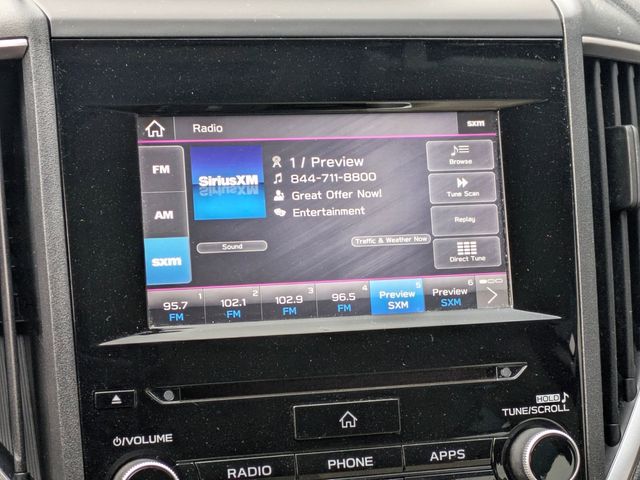 Radio
sxm
FM
AM
sxm
SiriusXM
1 / Preview
844-711-8800
Great Offer Now!
Entertainment
Sound
Traffic & Weather Now
Browse
Tune Scan
Replay
Direct Tune
1
95.7
FM
2
102.1
FM
3
102.9
FM
4
96.5
FM
5
Preview
SXM
6
Preview
SXM
HOLD
TUNE/SCROLL
/VOLUME
RADIO
PHONE
APPS